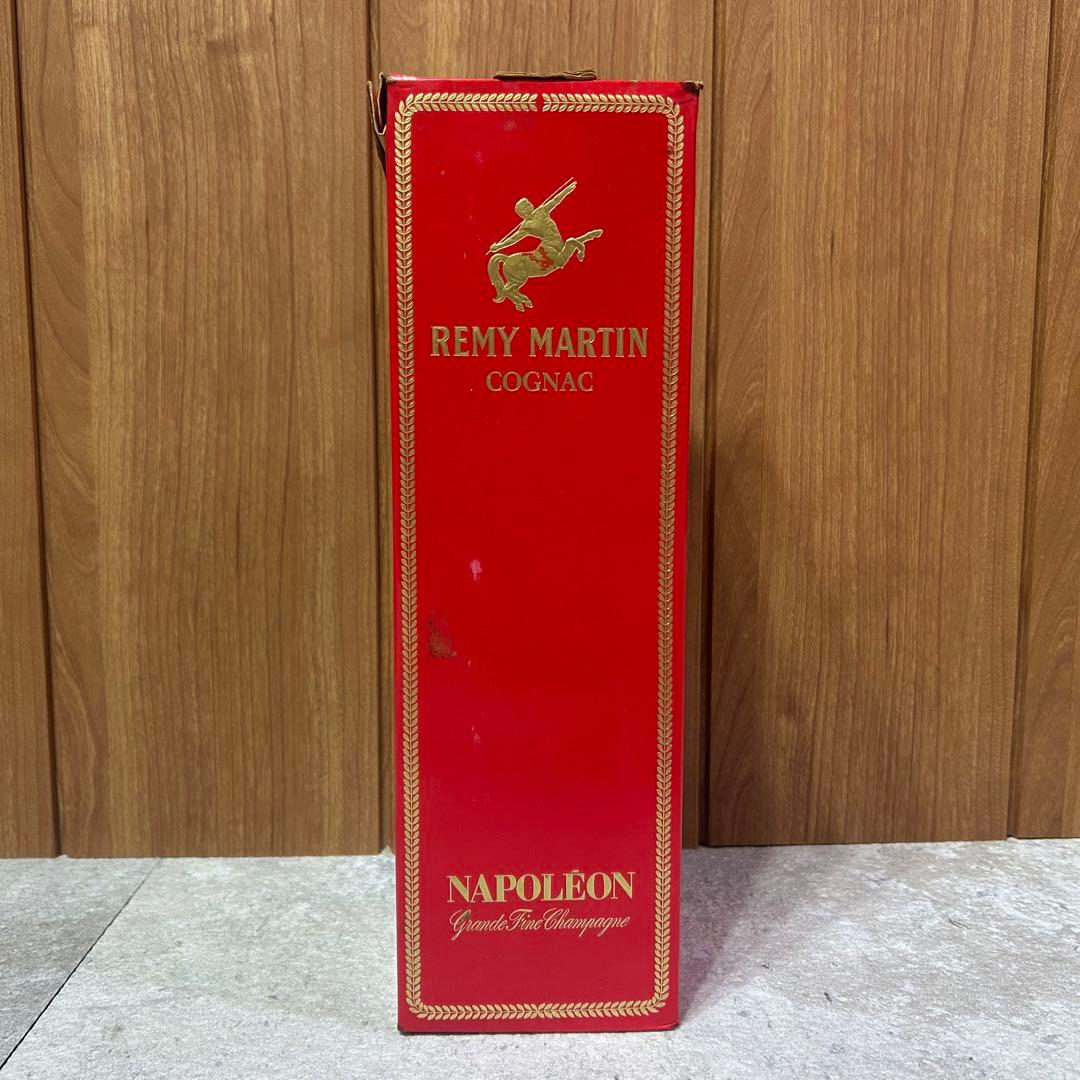 REMY MARTIN
COGNAC
NAPOLÉON
Grande Fine Champagne